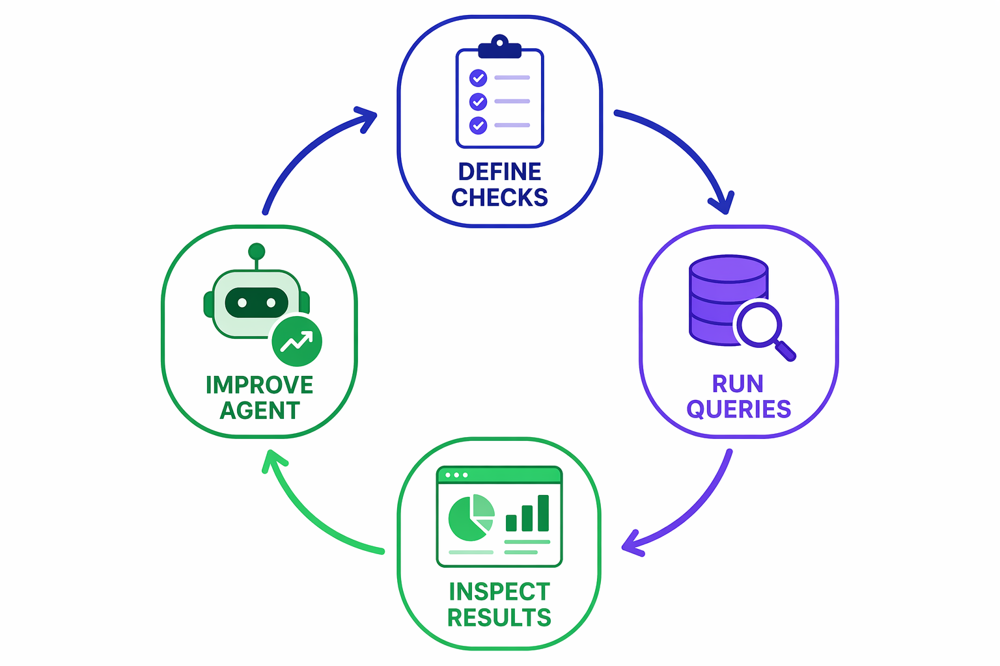 DEFINE
CHECKS
RUN
QUERIES
INSPECT
RESULTS
IMPROVE
AGENT